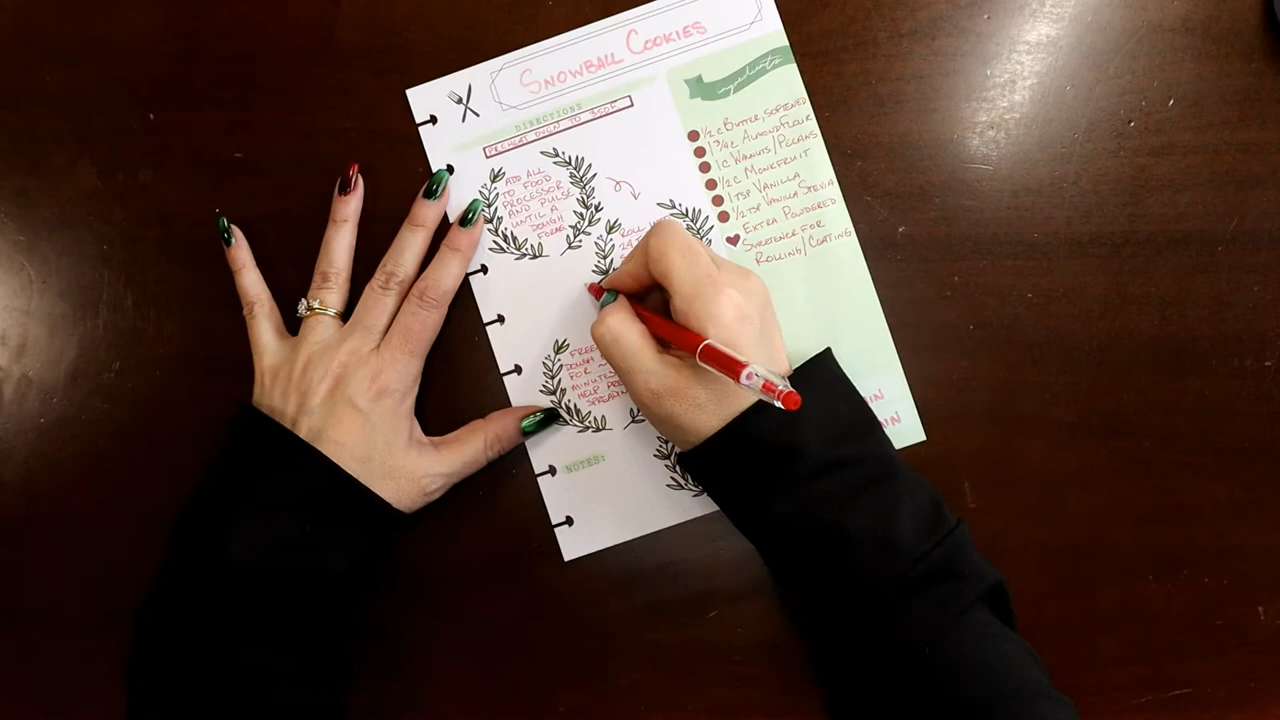 SNOWBALL COOKIES
DIRECTIONS
PREHEAT OVEN TO 350F
ADD ALL
TO FOOD
PROCESSOR
AND PULSE
UNTIL A
DOUGH
FORMS
ROLL
24
DOUGH
FOR
MINUTES
HELP
SPREADING
NOTES:
ingredients
1/2 C BUTTER, SOFTENED
1 3/4 C ALMOND FLOUR
1 C WALNUTS/PECANS
1/2 C MONKFRUIT
1 TSP VANILLA
1/2 TSP VANILLA STEVIA
EXTRA POWDERED
SWEETENER FOR
ROLLING/COATING